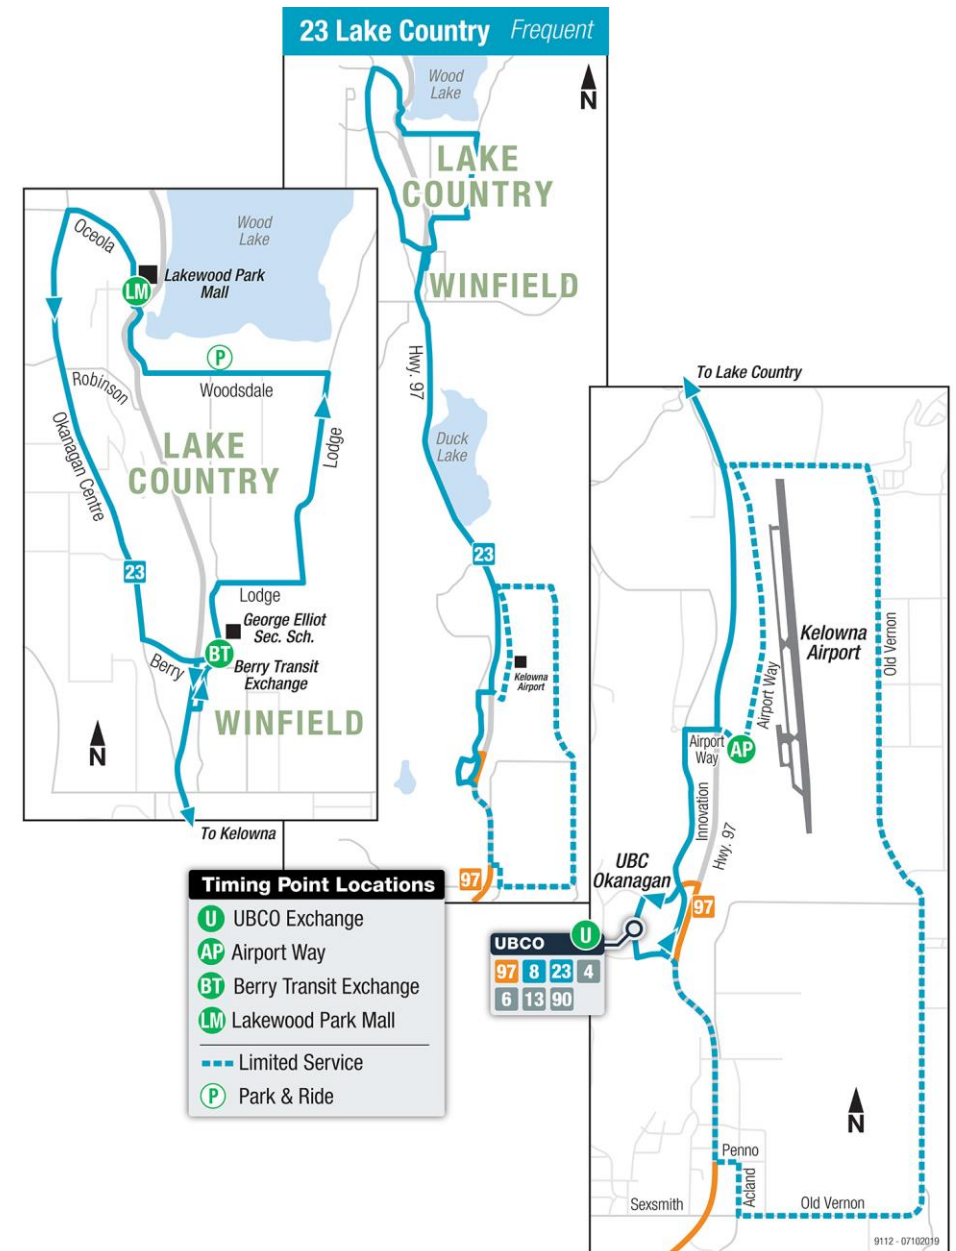 23 Lake Country Frequent
Wood
Lake
N
LAKE
COUNTRY
WINFIELD
Hwy. 97
Duck
Lake
23
Kelowna
Airport
97
Oceola
Wood
Lake
LM
Lakewood Park
Mall
P
Robinson
Woodsdale
Okanagan Centre
LAKE
COUNTRY
Lodge
23
Lodge
George Elliot
Sec. Sch.
BT
Berry
Berry Transit
Exchange
WINFIELD
N
To Kelowna
To Lake Country
Kelowna
Airport
Old Vernon
Airport Way
Airport
Way
AP
Innovation
Hwy. 97
UBC
Okanagan
97
UBCO
U
97 8 23 4
6 13 90
N
Penno
Acland
Sexsmith
Old Vernon
9112 - 07102019
Timing Point Locations
U UBCO Exchange
AP Airport Way
BT Berry Transit Exchange
LM Lakewood Park Mall
Limited Service
P Park & Ride